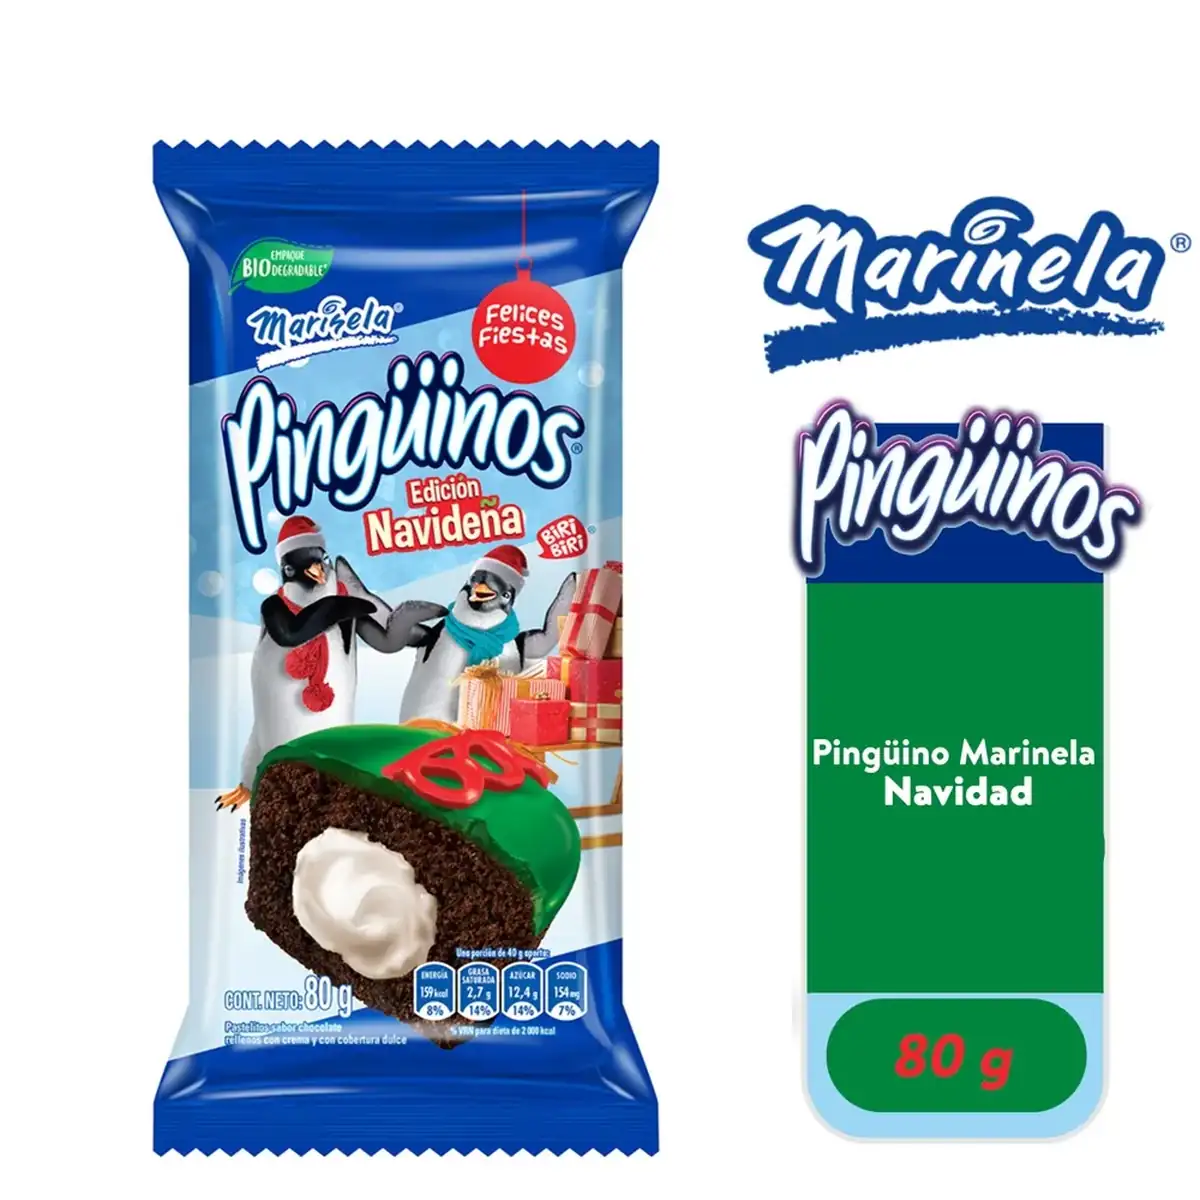 EMPAQUE
BIODEGRADABLE*
Marinela®
Felices
Fiestas
Pingüinos®
Edición
Navideña
BIRI
BIRI®
Imágenes ilustrativas
Una porción de 40 g aporta:
ENERGÍA
159 kcal
8%
GRASA
SATURADA
2,7 g
14%
AZÚCAR
12,4 g
14%
SODIO
154 mg
7%
% VRN para dieta de 2 000 kcal
CONT. NETO: 80 g
Pastelitos sabor chocolate
rellenos con crema y con cobertura dulce
Marinela®
Pingüinos
Pingüino Marinela
Navidad
80 g